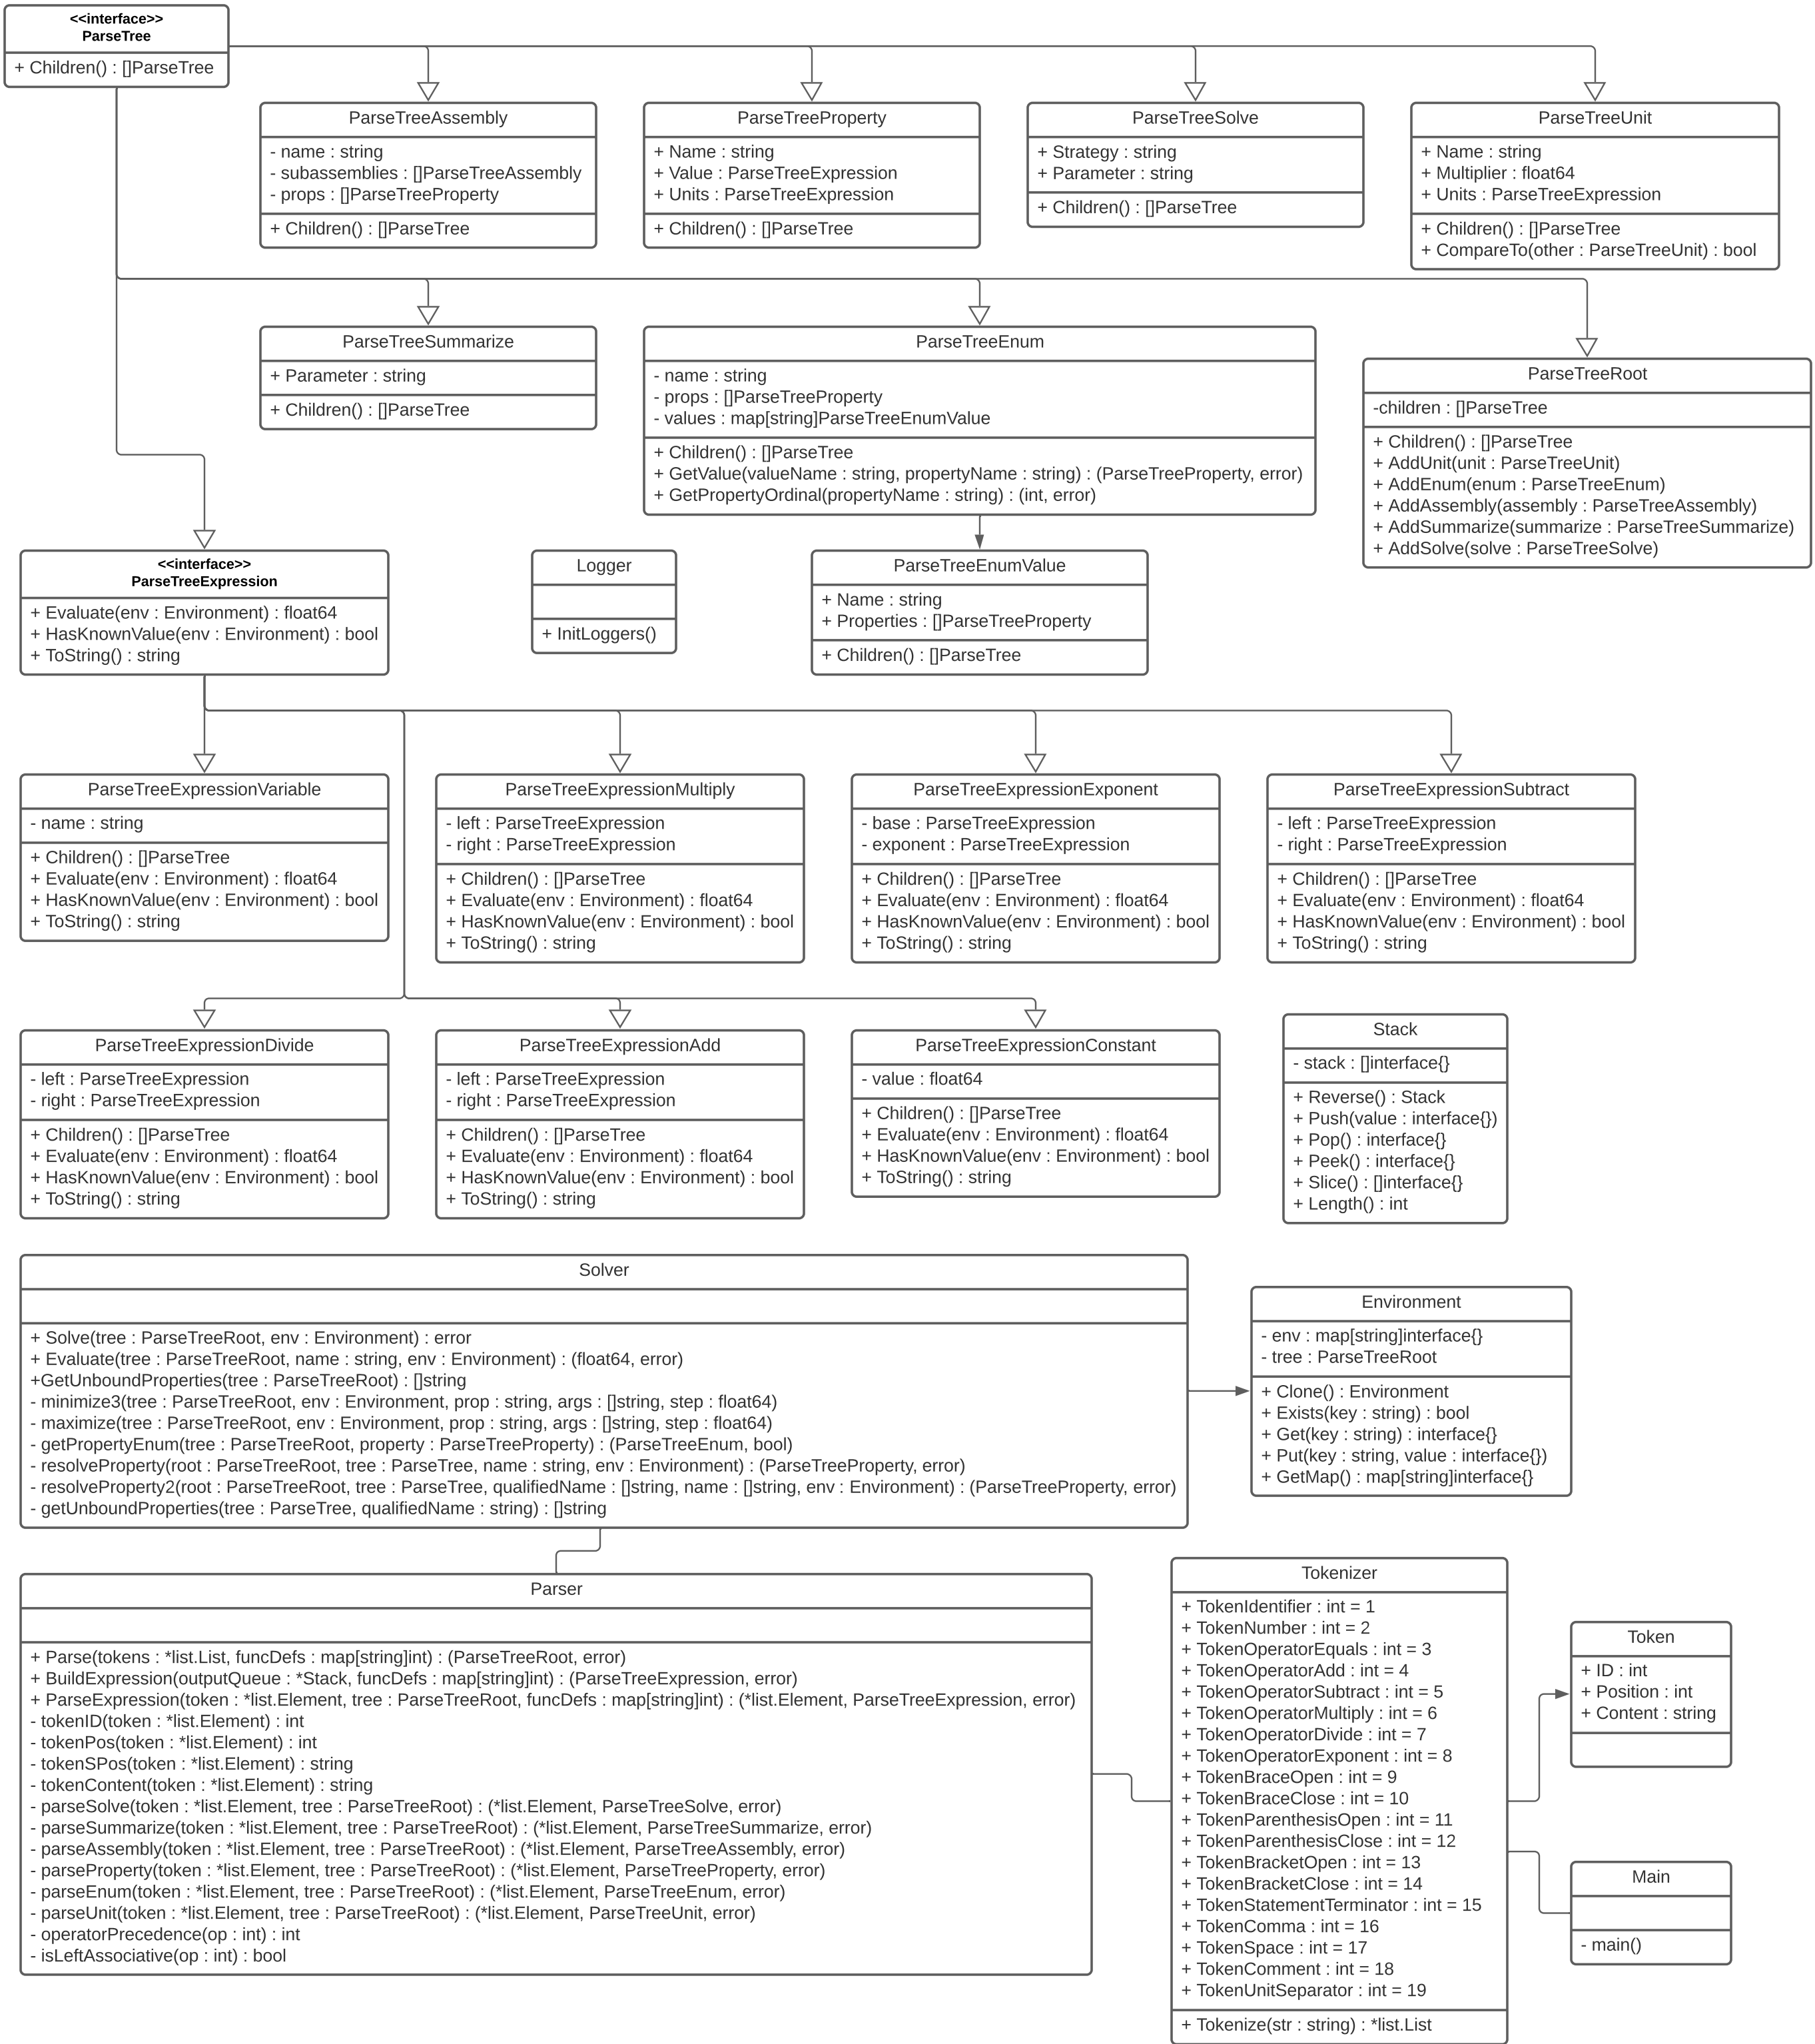 <<interface>>
ParseTree
+ Children() : []ParseTree
ParseTreeAssembly
- name : string
- subassemblies : []ParseTreeAssembly
- props : []ParseTreeProperty
+ Children() : []ParseTree
ParseTreeProperty
+ Name : string
+ Value : ParseTreeExpression
+ Units : ParseTreeExpression
+ Children() : []ParseTree
ParseTreeSolve
+ Strategy : string
+ Parameter : string
+ Children() : []ParseTree
ParseTreeUnit
+ Name : string
+ Multiplier : float64
+ Units : ParseTreeExpression
+ Children() : []ParseTree
+ CompareTo(other : ParseTreeUnit) : bool
ParseTreeSummarize
+ Parameter : string
+ Children() : []ParseTree
ParseTreeEnum
- name : string
- props : []ParseTreeProperty
- values : map[string]ParseTreeEnumValue
+ Children() : []ParseTree
+ GetValue(valueName : string, propertyName : string) : (ParseTreeProperty, error)
+ GetPropertyOrdinal(propertyName : string) : (int, error)
ParseTreeRoot
-children : []ParseTree
+ Children() : []ParseTree
+ AddUnit(unit : ParseTreeUnit)
+ AddEnum(enum : ParseTreeEnum)
+ AddAssembly(assembly : ParseTreeAssembly)
+ AddSummarize(summarize : ParseTreeSummarize)
+ AddSolve(solve : ParseTreeSolve)
<<interface>>
ParseTreeExpression
+ Evaluate(env : Environment) : float64
+ HasKnownValue(env : Environment) : bool
+ ToString() : string
Logger
+ InitLoggers()
ParseTreeEnumValue
+ Name : string
+ Properties : []ParseTreeProperty
+ Children() : []ParseTree
ParseTreeExpressionVariable
- name : string
+ Children() : []ParseTree
+ Evaluate(env : Environment) : float64
+ HasKnownValue(env : Environment) : bool
+ ToString() : string
ParseTreeExpressionMultiply
- left : ParseTreeExpression
- right : ParseTreeExpression
+ Children() : []ParseTree
+ Evaluate(env : Environment) : float64
+ HasKnownValue(env : Environment) : bool
+ ToString() : string
ParseTreeExpressionExponent
- base : ParseTreeExpression
- exponent : ParseTreeExpression
+ Children() : []ParseTree
+ Evaluate(env : Environment) : float64
+ HasKnownValue(env : Environment) : bool
+ ToString() : string
ParseTreeExpressionSubtract
- left : ParseTreeExpression
- right : ParseTreeExpression
+ Children() : []ParseTree
+ Evaluate(env : Environment) : float64
+ HasKnownValue(env : Environment) : bool
+ ToString() : string
ParseTreeExpressionDivide
- left : ParseTreeExpression
- right : ParseTreeExpression
+ Children() : []ParseTree
+ Evaluate(env : Environment) : float64
+ HasKnownValue(env : Environment) : bool
+ ToString() : string
ParseTreeExpressionAdd
- left : ParseTreeExpression
- right : ParseTreeExpression
+ Children() : []ParseTree
+ Evaluate(env : Environment) : float64
+ HasKnownValue(env : Environment) : bool
+ ToString() : string
ParseTreeExpressionConstant
- value : float64
+ Children() : []ParseTree
+ Evaluate(env : Environment) : float64
+ HasKnownValue(env : Environment) : bool
+ ToString() : string
Stack
- stack : []interface{}
+ Reverse() : Stack
+ Push(value : interface{})
+ Pop() : interface{}
+ Peek() : interface{}
+ Slice() : []interface{}
+ Length() : int
Solver
+ Solve(tree : ParseTreeRoot, env : Environment) : error
+ Evaluate(tree : ParseTreeRoot, name : string, env : Environment) : (float64, error)
+GetUnboundProperties(tree : ParseTreeRoot) : []string
- minimize3(tree : ParseTreeRoot, env : Environment, prop : string, args : []string, step : float64)
- maximize(tree : ParseTreeRoot, env : Environment, prop : string, args : []string, step : float64)
- getPropertyEnum(tree : ParseTreeRoot, property : ParseTreeProperty) : (ParseTreeEnum, bool)
- resolveProperty(root : ParseTreeRoot, tree : ParseTree, name : string, env : Environment) : (ParseTreeProperty, error)
- resolveProperty2(root : ParseTreeRoot, tree : ParseTree, qualifiedName : []string, name : []string, env : Environment) : (ParseTreeProperty, error)
- getUnboundProperties(tree : ParseTree, qualifiedName : string) : []string
Environment
- env : map[string]interface{}
- tree : ParseTreeRoot
+ Clone() : Environment
+ Exists(key : string) : bool
+ Get(key : string) : interface{}
+ Put(key : string, value : interface{})
+ GetMap() : map[string]interface{}
Parser
+ Parse(tokens : *list.List, funcDefs : map[string]int) : (ParseTreeRoot, error)
+ BuildExpression(outputQueue : *Stack, funcDefs : map[string]int) : (ParseTreeExpression, error)
+ ParseExpression(token : *list.Element, tree : ParseTreeRoot, funcDefs : map[string]int) : (*list.Element, ParseTreeExpression, error)
- tokenID(token : *list.Element) : int
- tokenPos(token : *list.Element) : int
- tokenSPos(token : *list.Element) : string
- tokenContent(token : *list.Element) : string
- parseSolve(token : *list.Element, tree : ParseTreeRoot) : (*list.Element, ParseTreeSolve, error)
- parseSummarize(token : *list.Element, tree : ParseTreeRoot) : (*list.Element, ParseTreeSummarize, error)
- parseAssembly(token : *list.Element, tree : ParseTreeRoot) : (*list.Element, ParseTreeAssembly, error)
- parseProperty(token : *list.Element, tree : ParseTreeRoot) : (*list.Element, ParseTreeProperty, error)
- parseEnum(token : *list.Element, tree : ParseTreeRoot) : (*list.Element, ParseTreeEnum, error)
- parseUnit(token : *list.Element, tree : ParseTreeRoot) : (*list.Element, ParseTreeUnit, error)
- operatorPrecedence(op : int) : int
- isLeftAssociative(op : int) : bool
Tokenizer
+ TokenIdentifier : int = 1
+ TokenNumber : int = 2
+ TokenOperatorEquals : int = 3
+ TokenOperatorAdd : int = 4
+ TokenOperatorSubtract : int = 5
+ TokenOperatorMultiply : int = 6
+ TokenOperatorDivide : int = 7
+ TokenOperatorExponent : int = 8
+ TokenBraceOpen : int = 9
+ TokenBraceClose : int = 10
+ TokenParenthesisOpen : int = 11
+ TokenParenthesisClose : int = 12
+ TokenBracketOpen : int = 13
+ TokenBracketClose : int = 14
+ TokenStatementTerminator : int = 15
+ TokenComma : int = 16
+ TokenSpace : int = 17
+ TokenComment : int = 18
+ TokenUnitSeparator : int = 19
+ Tokenize(str : string) : *list.List
Token
+ ID : int
+ Position : int
+ Content : string
Main
- main()